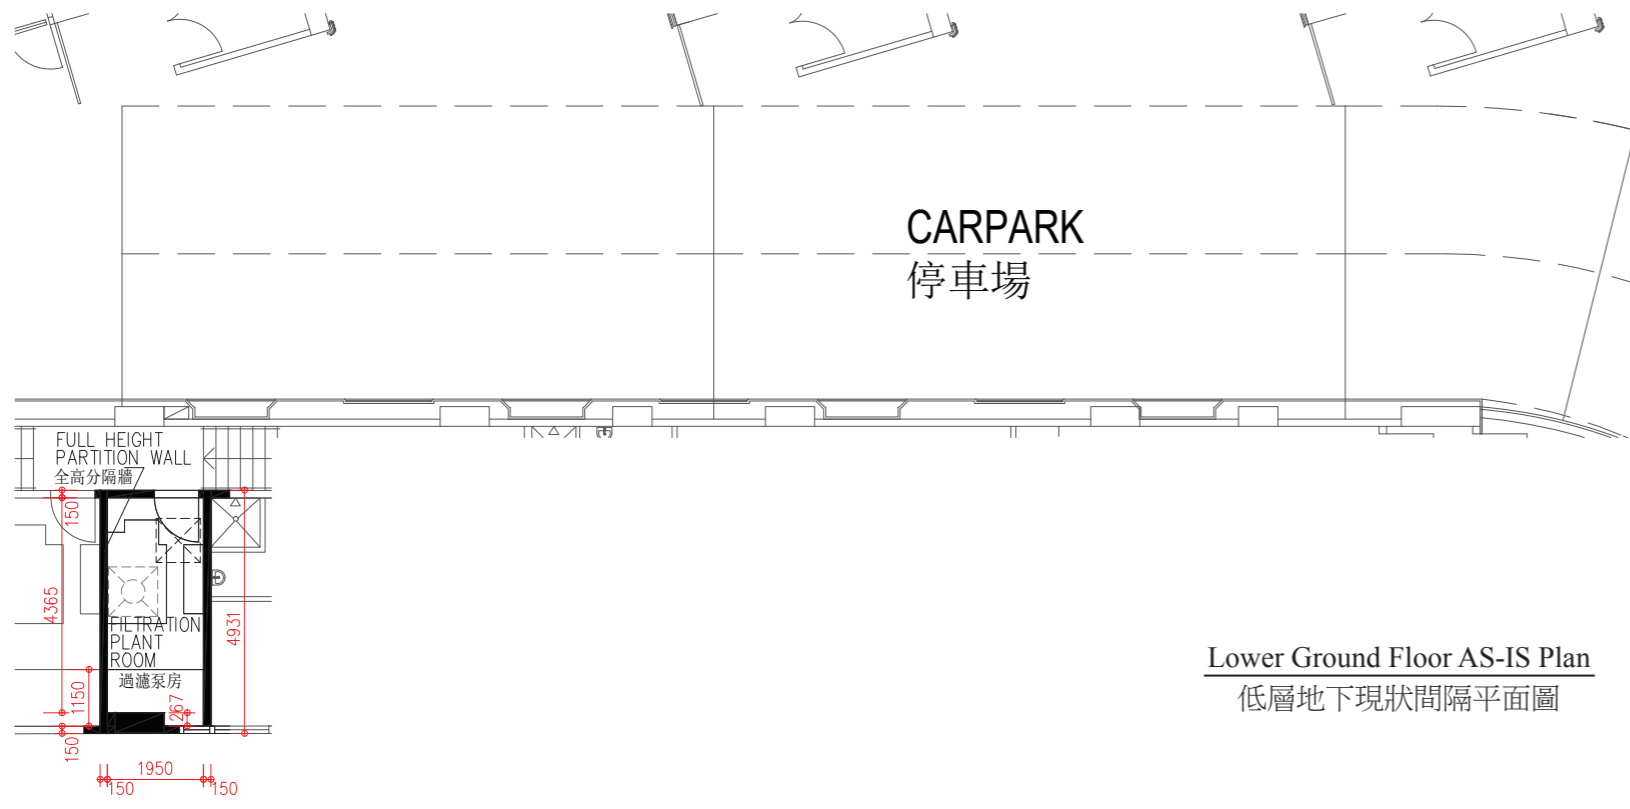 CARPARK
停車場
FULL HEIGHT
PARTITION WALL
全高分隔牆
150
4365
4931
FILTRATION
PLANT
ROOM
過濾泵房
1150
267
150
1950
150
150
Lower Ground Floor AS-IS Plan
低層地下現狀間隔平面圖